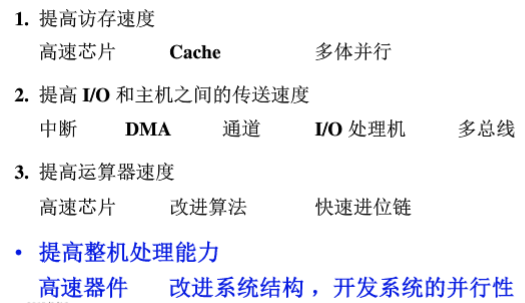 1. 提高访存速度
高速芯片 Cache 多体并行
2. 提高 I/O 和主机之间的传送速度
中断 DMA 通道 I/O 处理机 多总线
3. 提高运算器速度
高速芯片 改进算法 快速进位链
• 提高整机处理能力
高速器件 改进系统结构 ，开发系统的并行性